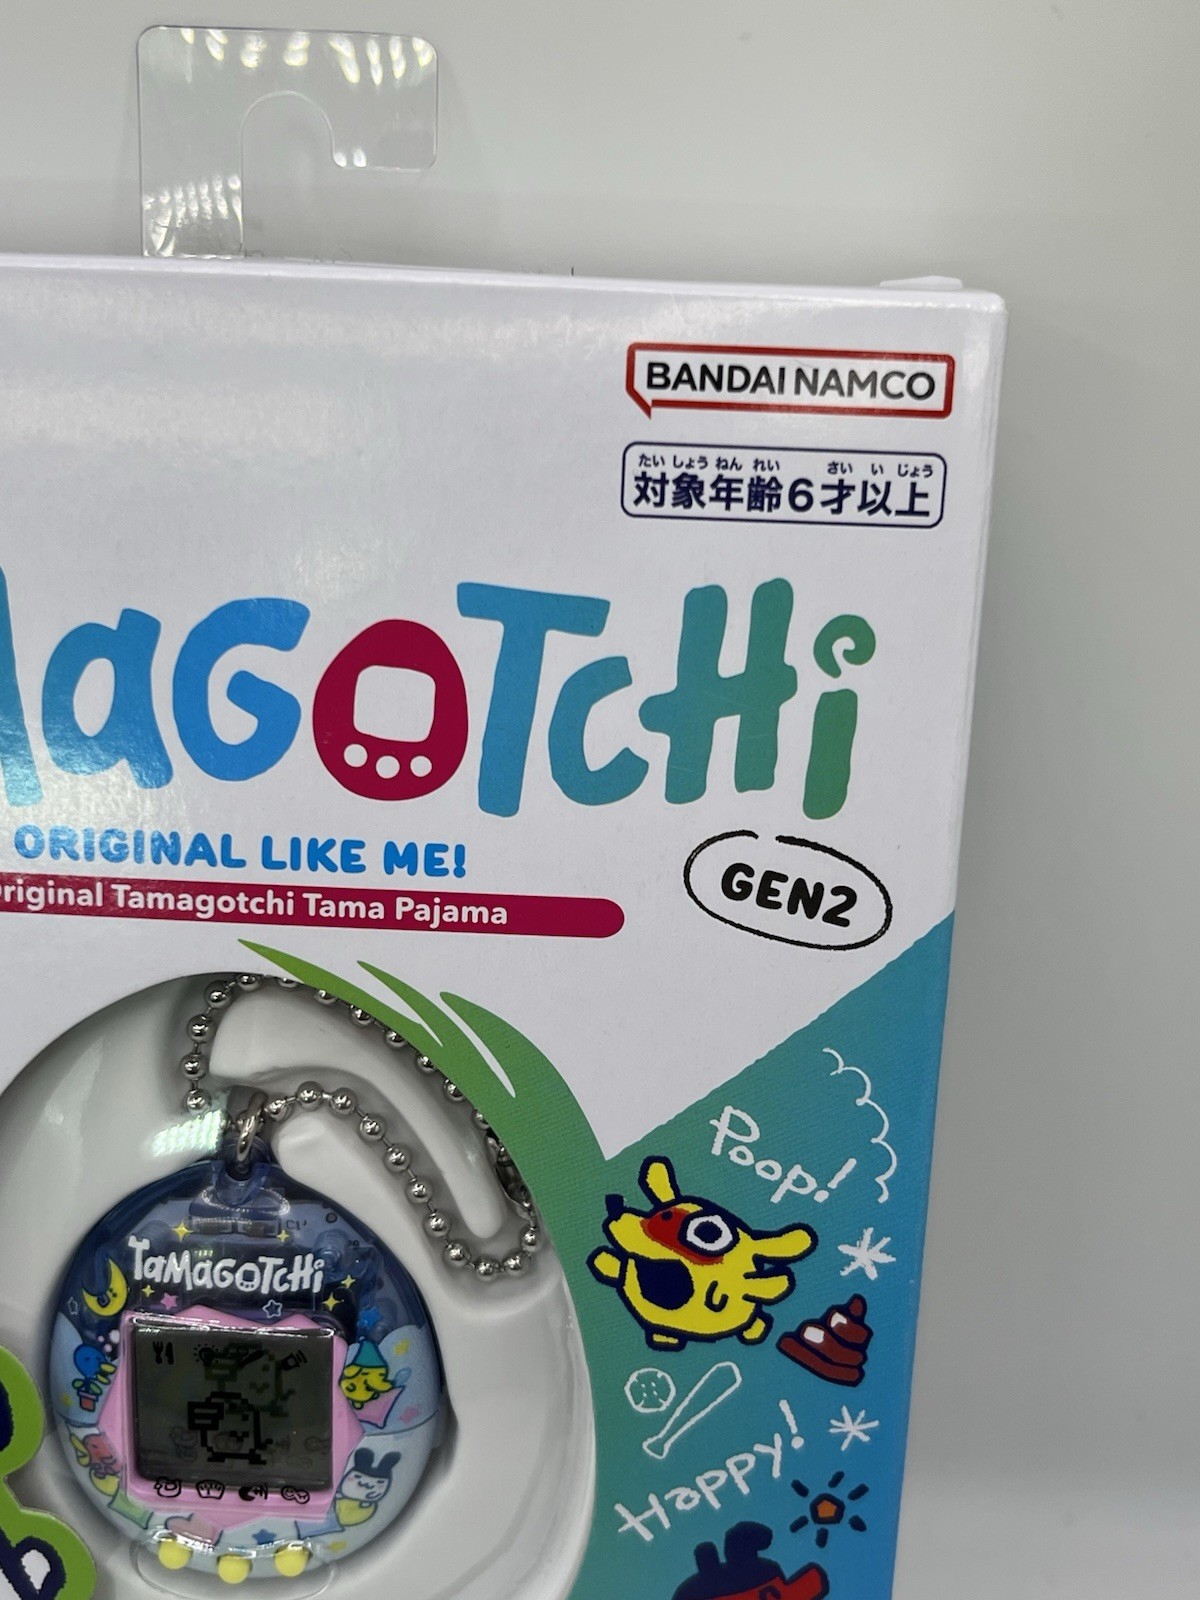 BANDAI NAMCO
たい しょう ねん れい さい い じょう
対象年齢6才以上
MAGOTCHi
ORIGINAL LIKE ME!
riginal Tamagotchi Tama Pajama
GEN2
Poop!
TaMaGOTCHi
Happy!